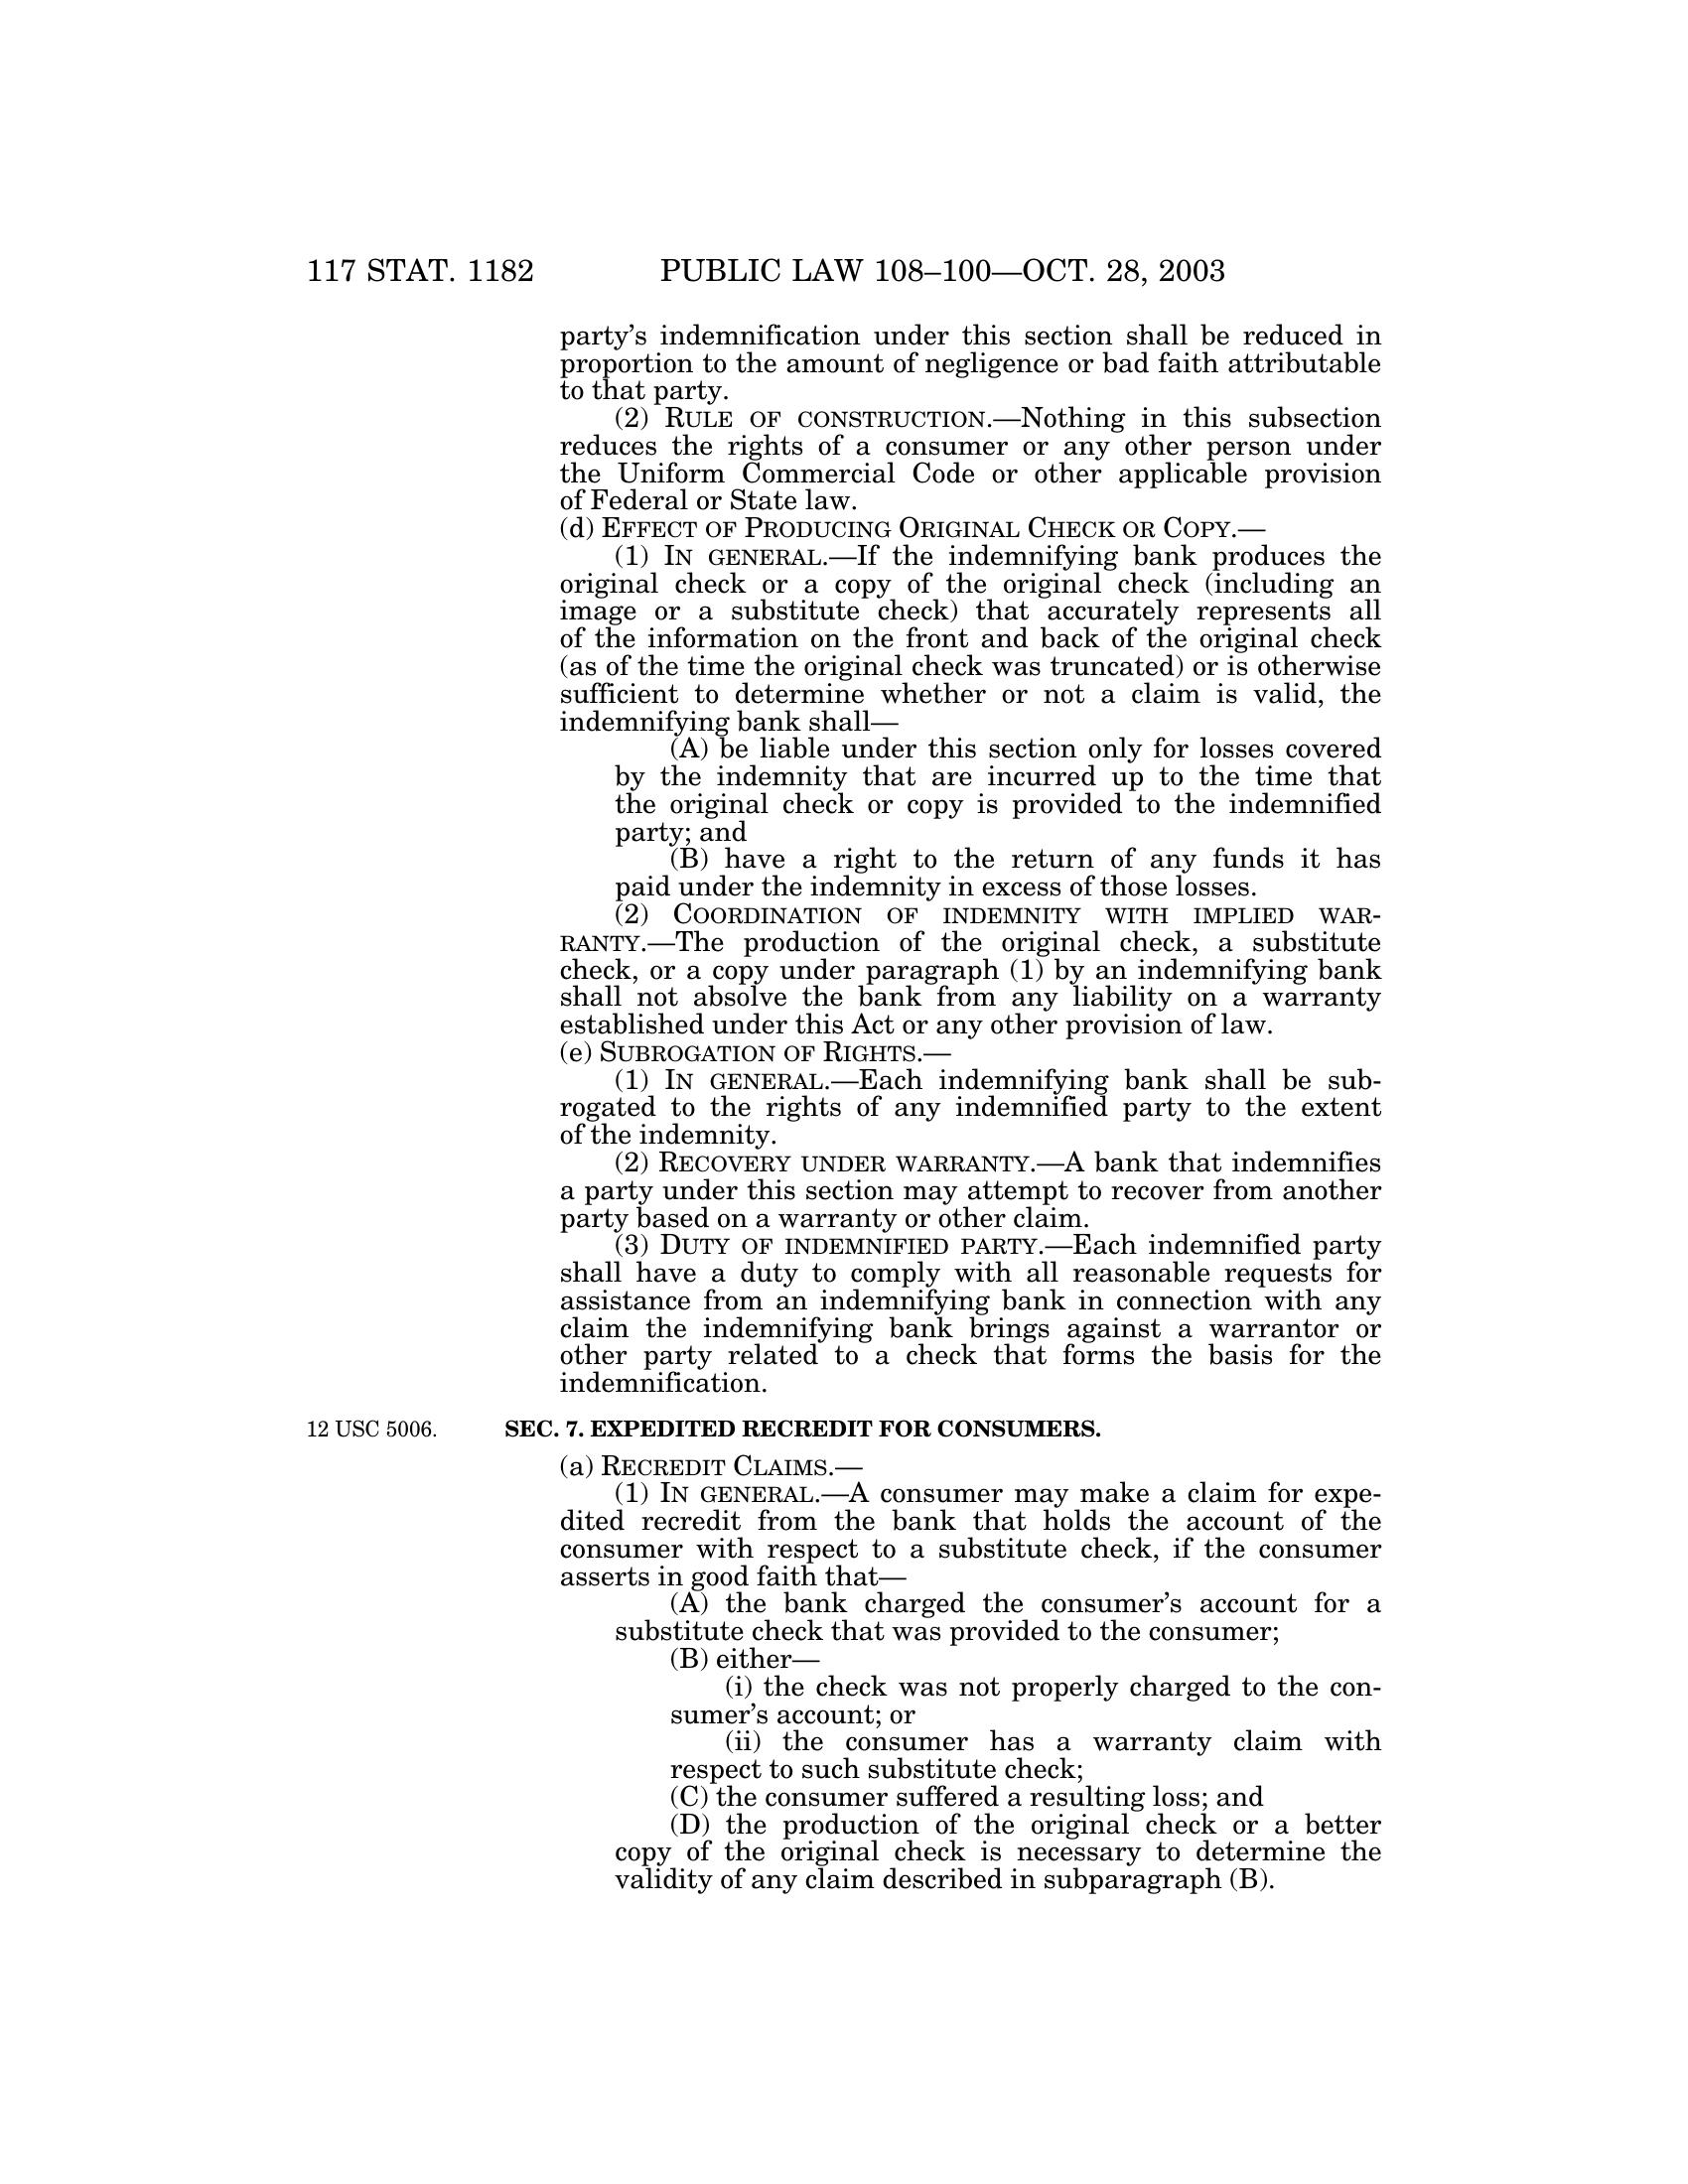 117 STAT. 1182 PUBLIC LAW 108–100—OCT. 28, 2003
party’s indemnification under this section shall be reduced in
proportion to the amount of negligence or bad faith attributable
to that party.
(2) RULE OF CONSTRUCTION.—Nothing in this subsection
reduces the rights of a consumer or any other person under
the Uniform Commercial Code or other applicable provision
of Federal or State law.
(d) EFFECT OF PRODUCING ORIGINAL CHECK OR COPY.—
(1) IN GENERAL.—If the indemnifying bank produces the
original check or a copy of the original check (including an
image or a substitute check) that accurately represents all
of the information on the front and back of the original check
(as of the time the original check was truncated) or is otherwise
sufficient to determine whether or not a claim is valid, the
indemnifying bank shall—
(A) be liable under this section only for losses covered
by the indemnity that are incurred up to the time that
the original check or copy is provided to the indemnified
party; and
(B) have a right to the return of any funds it has
paid under the indemnity in excess of those losses.
(2) COORDINATION OF INDEMNITY WITH IMPLIED WAR-
RANTY.—The production of the original check, a substitute
check, or a copy under paragraph (1) by an indemnifying bank
shall not absolve the bank from any liability on a warranty
established under this Act or any other provision of law.
(e) SUBROGATION OF RIGHTS.—
(1) IN GENERAL.—Each indemnifying bank shall be sub-
rogated to the rights of any indemnified party to the extent
of the indemnity.
(2) RECOVERY UNDER WARRANTY.—A bank that indemnifies
a party under this section may attempt to recover from another
party based on a warranty or other claim.
(3) DUTY OF INDEMNIFIED PARTY.—Each indemnified party
shall have a duty to comply with all reasonable requests for
assistance from an indemnifying bank in connection with any
claim the indemnifying bank brings against a warrantor or
other party related to a check that forms the basis for the
indemnification.
12 USC 5006. SEC. 7. EXPEDITED RECREDIT FOR CONSUMERS.
(a) RECREDIT CLAIMS.—
(1) IN GENERAL.—A consumer may make a claim for expe-
dited recredit from the bank that holds the account of the
consumer with respect to a substitute check, if the consumer
asserts in good faith that—
(A) the bank charged the consumer’s account for a
substitute check that was provided to the consumer;
(B) either—
(i) the check was not properly charged to the con-
sumer’s account; or
(ii) the consumer has a warranty claim with
respect to such substitute check;
(C) the consumer suffered a resulting loss; and
(D) the production of the original check or a better
copy of the original check is necessary to determine the
validity of any claim described in subparagraph (B).